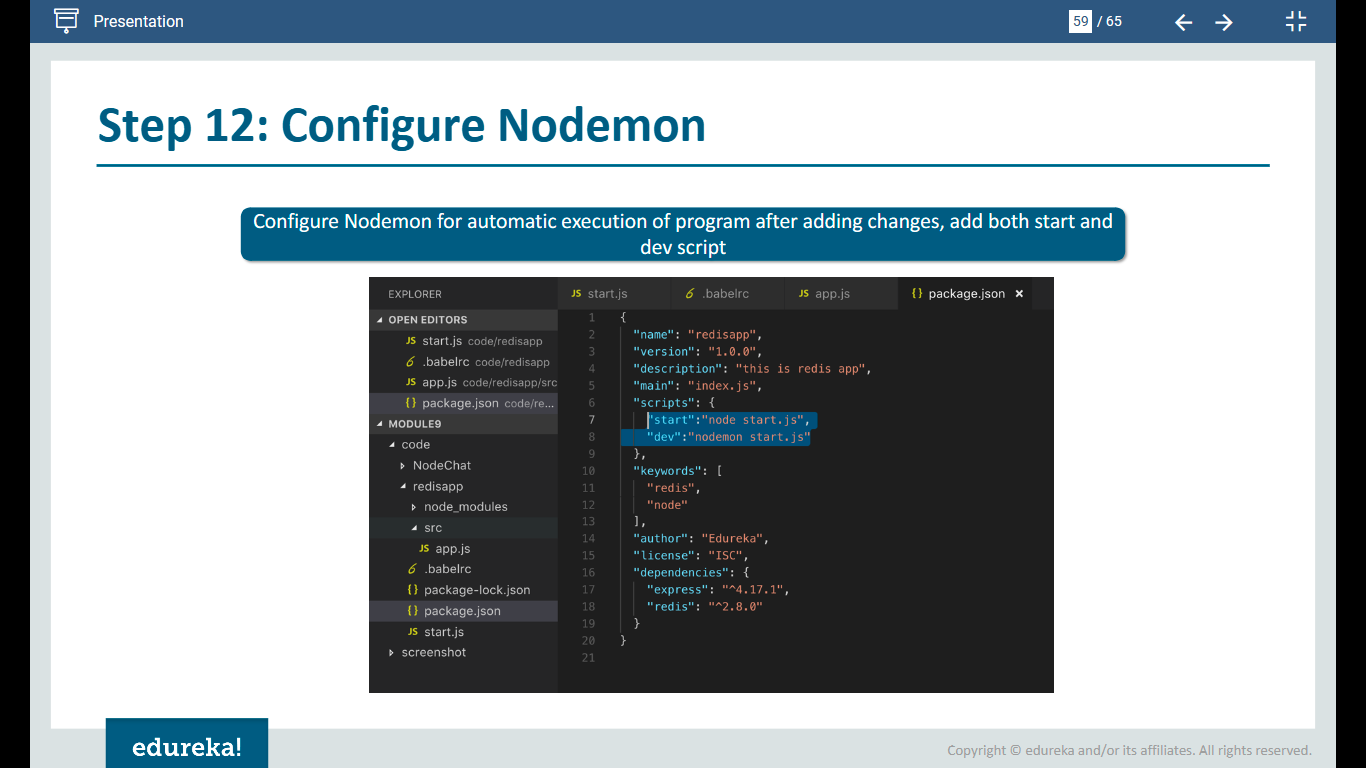 Presentation
59 / 65
Step 12: Configure Nodemon
Configure Nodemon for automatic execution of program after adding changes, add both start and
dev script
EXPLORER
OPEN EDITORS
JS start.js code/redisapp
.babelrc code/redisapp
JS app.js code/redisapp/src
{} package.json code/re...
MODULE9
code
NodeChat
redisapp
node_modules
src
JS app.js
.babelrc
{} package-lock.json
{} package.json
JS start.js
screenshot
JS start.js
.babelrc
JS app.js
{} package.json ×
1 {
2 "name": "redisapp",
3 "version": "1.0.0",
4 "description": "this is redis app",
5 "main": "index.js",
6 "scripts": {
7 "start":"node start.js",
8 "dev":"nodemon start.js"
9 },
10 "keywords": [
11 "redis",
12 "node"
13 ],
14 "author": "Edureka",
15 "license": "ISC",
16 "dependencies": {
17 "express": "^4.17.1",
18 "redis": "^2.8.0"
19 }
20 }
21
edureka!
Copyright © edureka and/or its affiliates. All rights reserved.